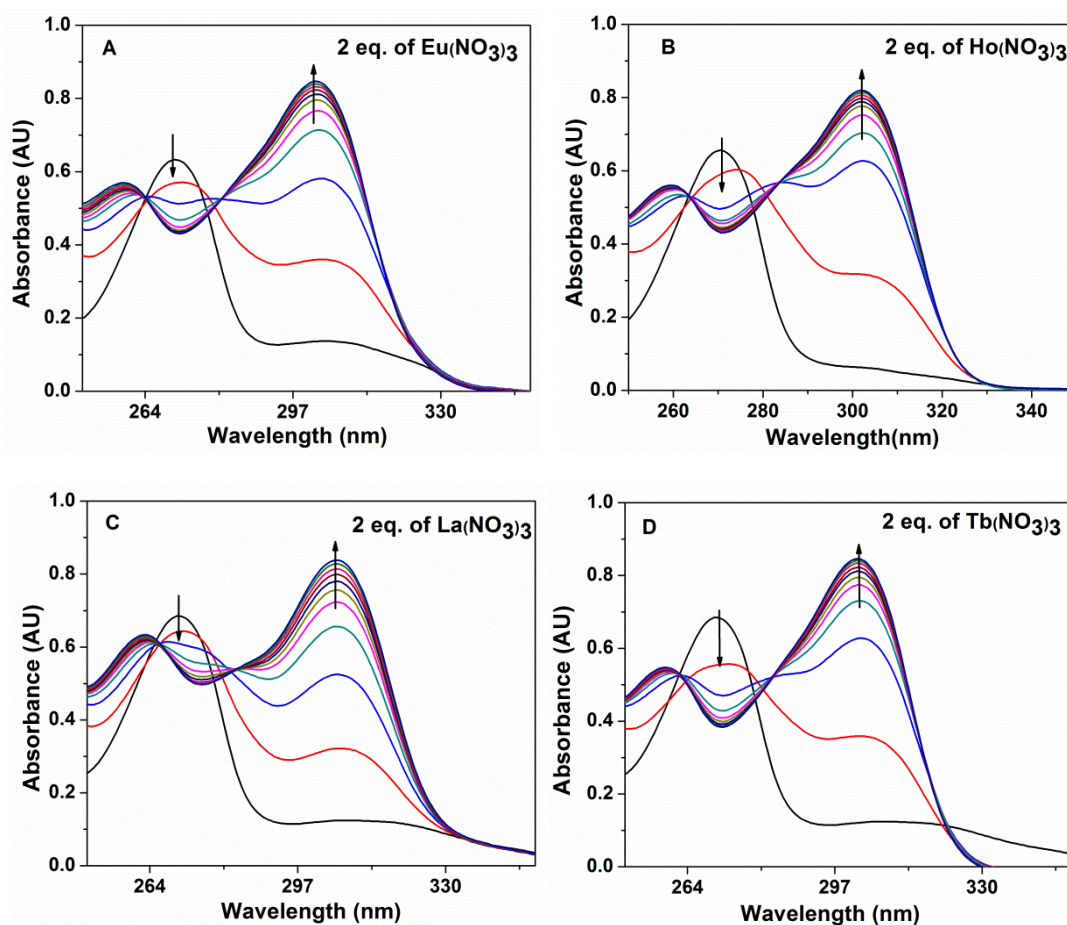 A
2 eq. of Eu(NO3)3
Absorbance (AU)
1.0
0.8
0.6
0.4
0.2
0.0
264 297 330
Wavelength (nm)
B
2 eq. of Ho(NO3)3
Absorbance (AU)
1.0
0.8
0.6
0.4
0.2
0.0
260 280 300 320 340
Wavelength(nm)
C
2 eq. of La(NO3)3
Absorbance (AU)
1.0
0.8
0.6
0.4
0.2
0.0
264 297 330
Wavelength (nm)
D
2 eq. of Tb(NO3)3
Absorbance (AU)
1.0
0.8
0.6
0.4
0.2
0.0
264 297 330
Wavelength (nm)